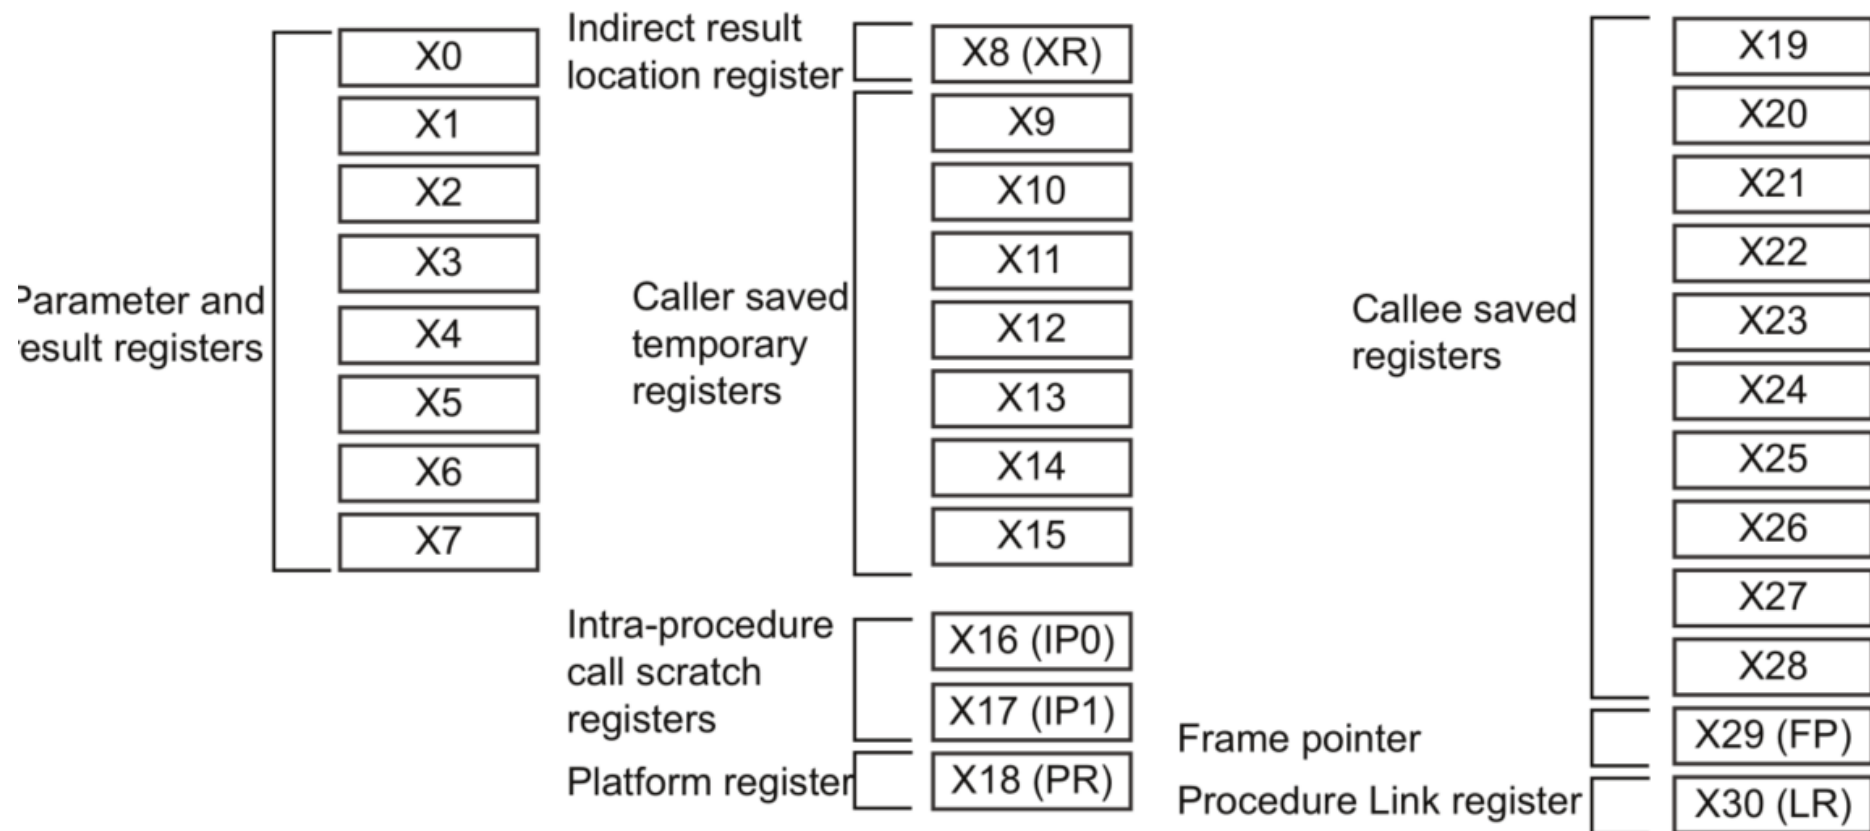 Parameter and
result registers
X0
X1
X2
X3
X4
X5
X6
X7
Indirect result
location register
X8 (XR)
Caller saved
temporary
registers
X9
X10
X11
X12
X13
X14
X15
Intra-procedure
call scratch
registers
X16 (IP0)
X17 (IP1)
Platform register
X18 (PR)
Callee saved
registers
X19
X20
X21
X22
X23
X24
X25
X26
X27
X28
Frame pointer
X29 (FP)
Procedure Link register
X30 (LR)